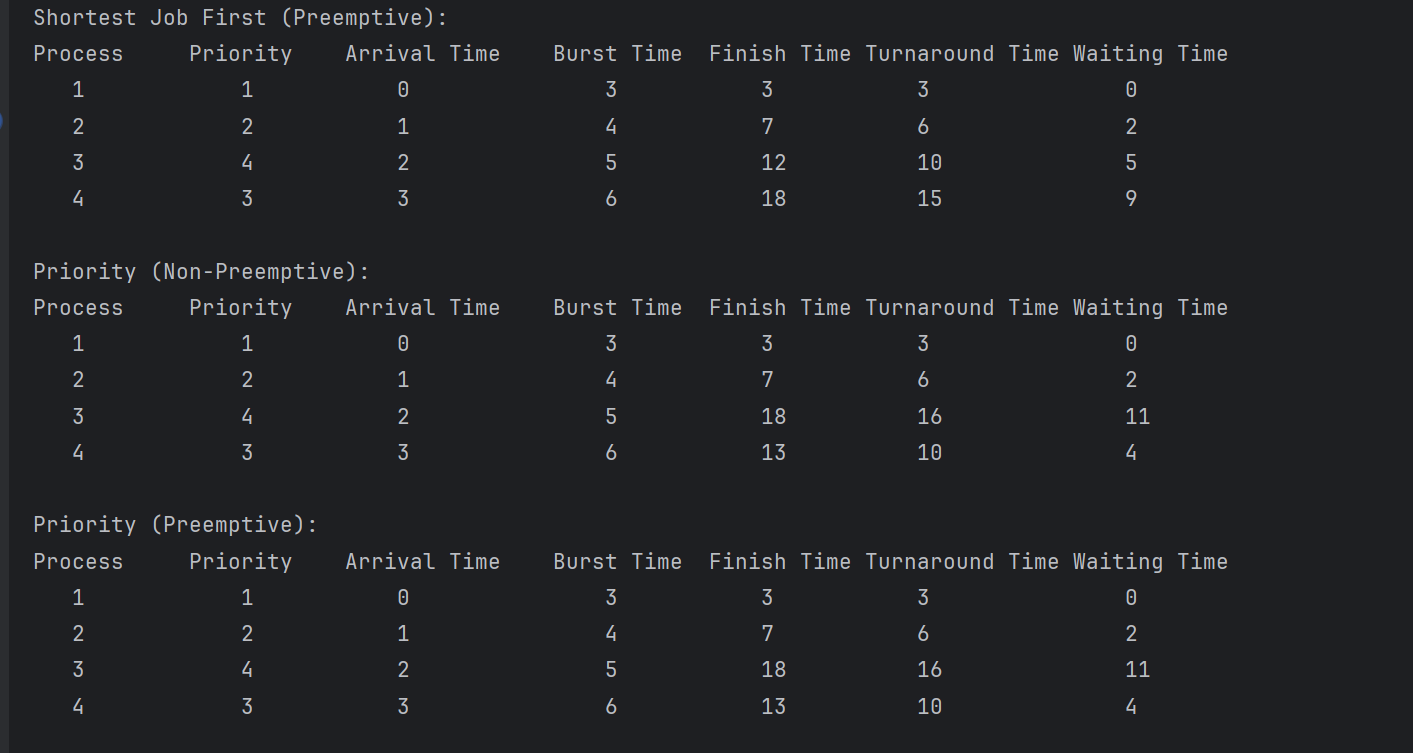 Shortest Job First (Preemptive):
Process Priority Arrival Time Burst Time Finish Time Turnaround Time Waiting Time
1 1 0 3 3 3 0
2 2 1 4 7 6 2
3 4 2 5 12 10 5
4 3 3 6 18 15 9
Priority (Non-Preemptive):
Process Priority Arrival Time Burst Time Finish Time Turnaround Time Waiting Time
1 1 0 3 3 3 0
2 2 1 4 7 6 2
3 4 2 5 18 16 11
4 3 3 6 13 10 4
Priority (Preemptive):
Process Priority Arrival Time Burst Time Finish Time Turnaround Time Waiting Time
1 1 0 3 3 3 0
2 2 1 4 7 6 2
3 4 2 5 18 16 11
4 3 3 6 13 10 4